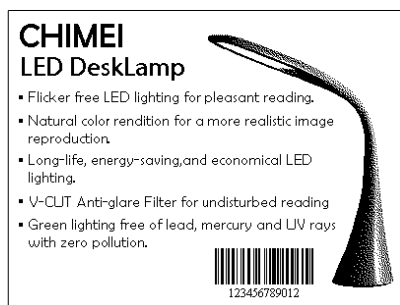 CHIMEI
LED DeskLamp
▪ Flicker free LED lighting for pleasant reading.
▪ Natural color rendition for a more realistic image
reproduction.
▪ Long-life, energy-saving,and economical LED
lighting.
▪ V-CUT Anti-glare Filter for undisturbed reading
▪ Green lighting free of lead, mercury and UV rays
with zero pollution.
123456789012